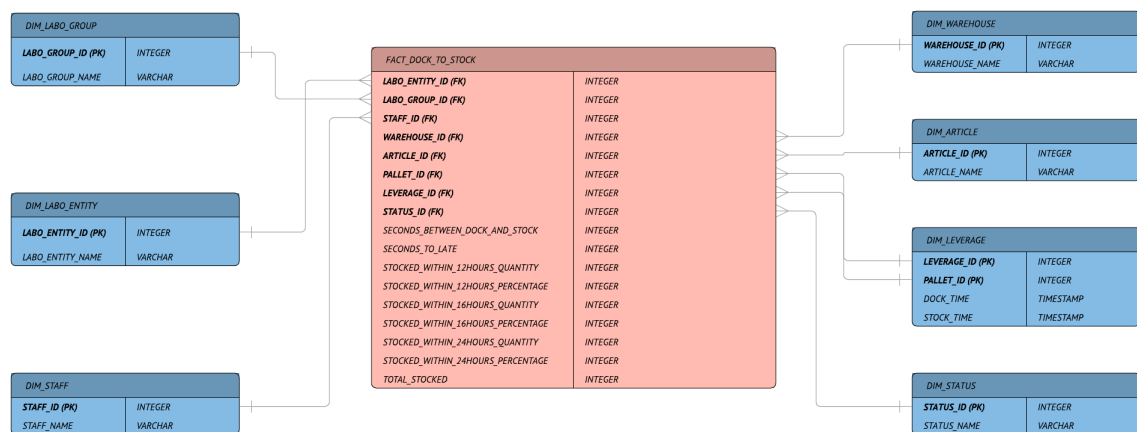 DIM_LABO_GROUP
LABO_GROUP_ID (PK) INTEGER
LABO_GROUP_NAME VARCHAR
DIM_LABO_ENTITY
LABO_ENTITY_ID (PK) INTEGER
LABO_ENTITY_NAME VARCHAR
DIM_STAFF
STAFF_ID (PK) INTEGER
STAFF_NAME VARCHAR
FACT_DOCK_TO_STOCK
LABO_ENTITY_ID (FK) INTEGER
LABO_GROUP_ID (FK) INTEGER
STAFF_ID (FK) INTEGER
WAREHOUSE_ID (FK) INTEGER
ARTICLE_ID (FK) INTEGER
PALLET_ID (FK) INTEGER
LEVERAGE_ID (FK) INTEGER
STATUS_ID (FK) INTEGER
SECONDS_BETWEEN_DOCK_AND_STOCK INTEGER
SECONDS_TO_LATE INTEGER
STOCKED_WITHIN_12HOURS_QUANTITY INTEGER
STOCKED_WITHIN_12HOURS_PERCENTAGE INTEGER
STOCKED_WITHIN_16HOURS_QUANTITY INTEGER
STOCKED_WITHIN_16HOURS_PERCENTAGE INTEGER
STOCKED_WITHIN_24HOURS_QUANTITY INTEGER
STOCKED_WITHIN_24HOURS_PERCENTAGE INTEGER
TOTAL_STOCKED INTEGER
DIM_WAREHOUSE
WAREHOUSE_ID (PK) INTEGER
WAREHOUSE_NAME VARCHAR
DIM_ARTICLE
ARTICLE_ID (PK) INTEGER
ARTICLE_NAME VARCHAR
DIM_LEVERAGE
LEVERAGE_ID (PK) INTEGER
PALLET_ID (PK) INTEGER
DOCK_TIME TIMESTAMP
STOCK_TIME TIMESTAMP
DIM_STATUS
STATUS_ID (PK) INTEGER
STATUS_NAME VARCHAR